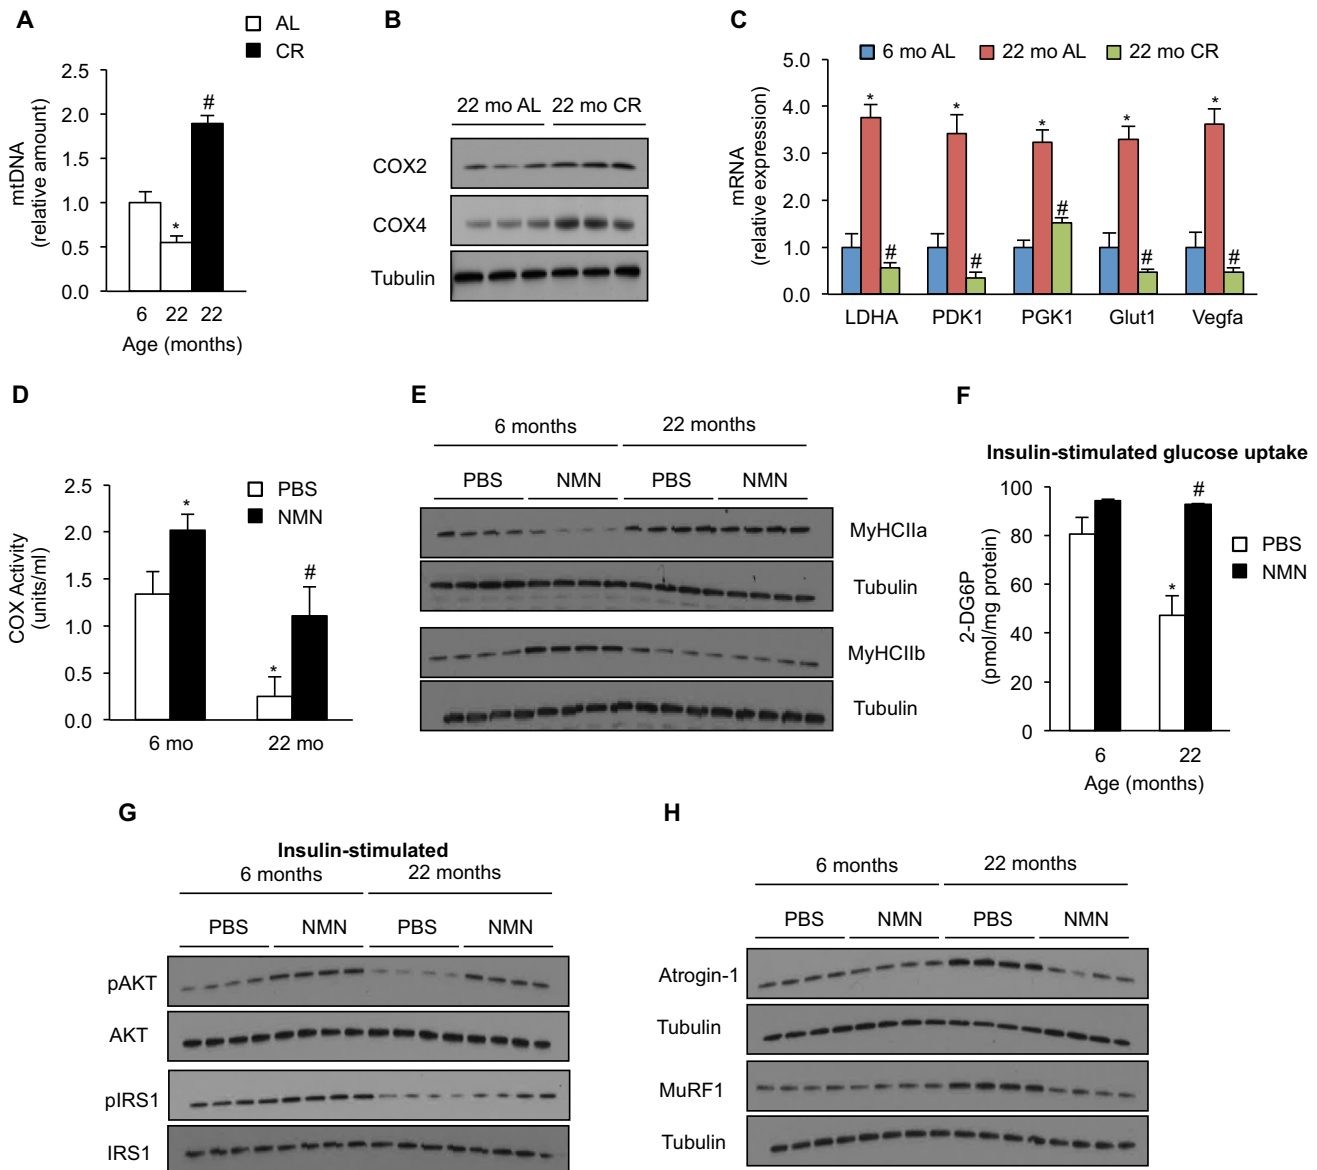 A
AL
CR
mtDNA
(relative amount)
2.5
2.0
1.5
1.0
0.5
0.0
*
#
6 22 22
Age (months)
B
22 mo AL 22 mo CR
COX2
COX4
Tubulin
C
6 mo AL 22 mo AL 22 mo CR
mRNA
(relative expression)
5.0
4.0
3.0
2.0
1.0
0.0
* * * * *
# # # # #
LDHA PDK1 PGK1 Glut1 Vegfa
D
PBS
NMN
COX Activity
(units/ml)
2.5
2.0
1.5
1.0
0.5
0.0
*
* #
6 mo 22 mo
E
6 months 22 months
PBS NMN PBS NMN
MyHCIIa
Tubulin
MyHCIIb
Tubulin
F
Insulin-stimulated glucose uptake
2-DG6P
(pmol/mg protein)
100
80
60
40
20
0
* #
PBS
NMN
6 22
Age (months)
G
Insulin-stimulated
6 months 22 months
PBS NMN PBS NMN
pAKT
AKT
pIRS1
IRS1
H
6 months 22 months
PBS NMN PBS NMN
Atrogin-1
Tubulin
MuRF1
Tubulin